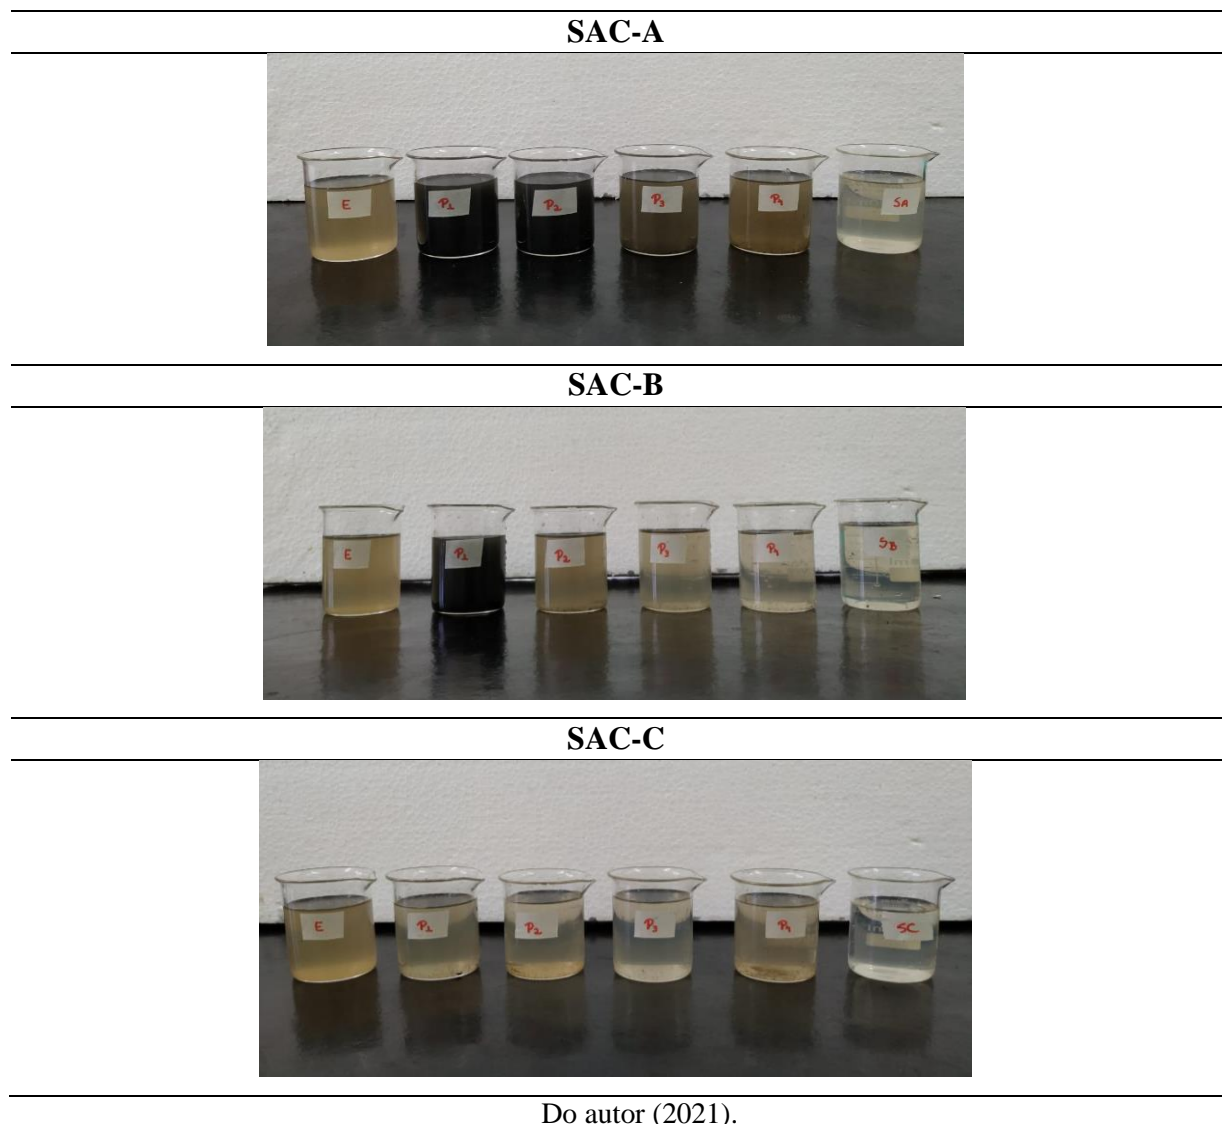 SAC-A
E P1 P2 P3 P4 SA
SAC-B
E P1 P2 P3 P4 SB
SAC-C
E P1 P2 P3 P4 SC
Do autor (2021).